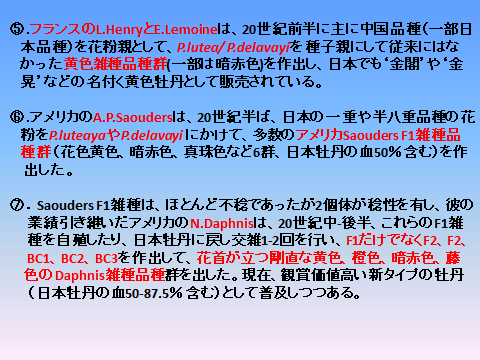 ⑤.フランスのL.HenryとE.Lemoineは、20世紀前半に主に中国品種（一部日
本品種）を花粉親として、P.lutea/ P.delavayiを 種子親にして従来にはな
かった 黄色雑種品種群(一部は暗赤色)を作出し、日本でも‘金閣’や‘金
晃’などの名付く黄色牡丹として販売されている。
⑥.アメリカのA.P.Saoudersは、20世紀半ば、日本の一重や半八重品種の花
粉をP.luteayaやP.delavayi にかけて、多数のアメリカSaouders F1雑種品
種群（花色黄色、暗赤色、真珠色など6群、日本牡丹の血50％含む）を作
出した。
⑦．Saouders F1雑種は、ほとんど不稔であったが2個体が稔性を有し、彼の
業績引き継いだアメリカのN.Daphnisは、20世紀中-後半、これらのF1雑
種を自殖したり、日本牡丹に戻し交雑1-2回を行い、F1だけでなくF2、F2、
BC1、BC2、BC3を作出して、花首が立つ剛直な黄色、橙色、暗赤色、藤
色の Daphnis雑種品種群を出した。現在、観賞価値高い新タイプの牡丹
（日本牡丹の血50-87.5％ 含む）として普及しつつある。